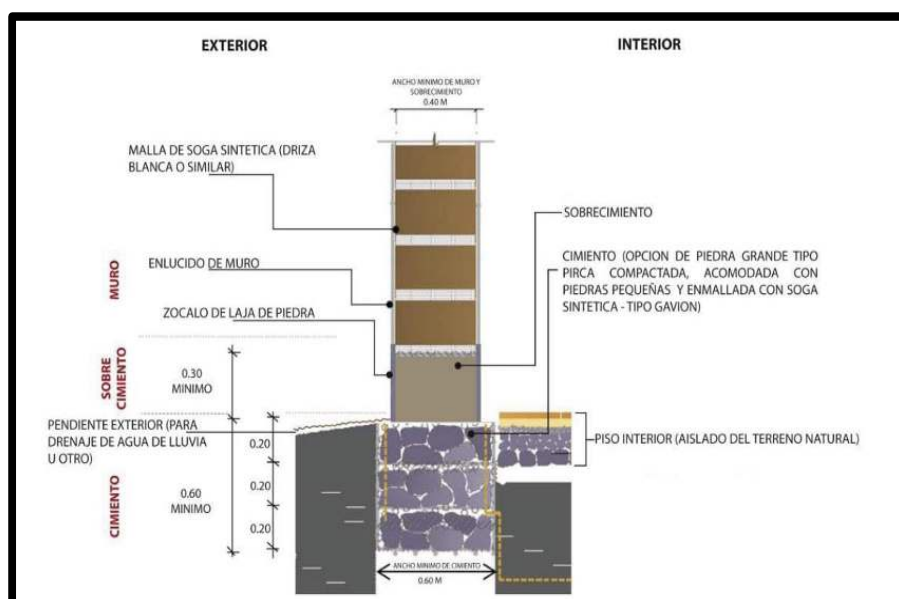 EXTERIOR
INTERIOR
ANCHO MINIMO DE MURO Y
SOBRECIMIENTO
0.40 M
MALLA DE SOGA SINTETICA (DRIZA
BLANCA O SIMILAR)
SOBRECIMIENTO
CIMIENTO (OPCION DE PIEDRA GRANDE TIPO
PIRCA COMPACTADA, ACOMODADA CON
PIEDRAS PEQUEÑAS Y ENMALLADA CON SOGA
SINTETICA - TIPO GAVION)
MURO
ENLUCIDO DE MURO
ZOCALO DE LAJA DE PIEDRA
SOBRE
CIMIENTO
0.30
MINIMO
PENDIENTE EXTERIOR (PARA
DRENAJE DE AGUA DE LLUVIA
U OTRO)
0.20
PISO INTERIOR (AISLADO DEL TERRENO NATURAL)
CIMIENTO
0.60
MINIMO
0.20
0.20
ANCHO MINIMO DE CIMIENTO
0.60 M